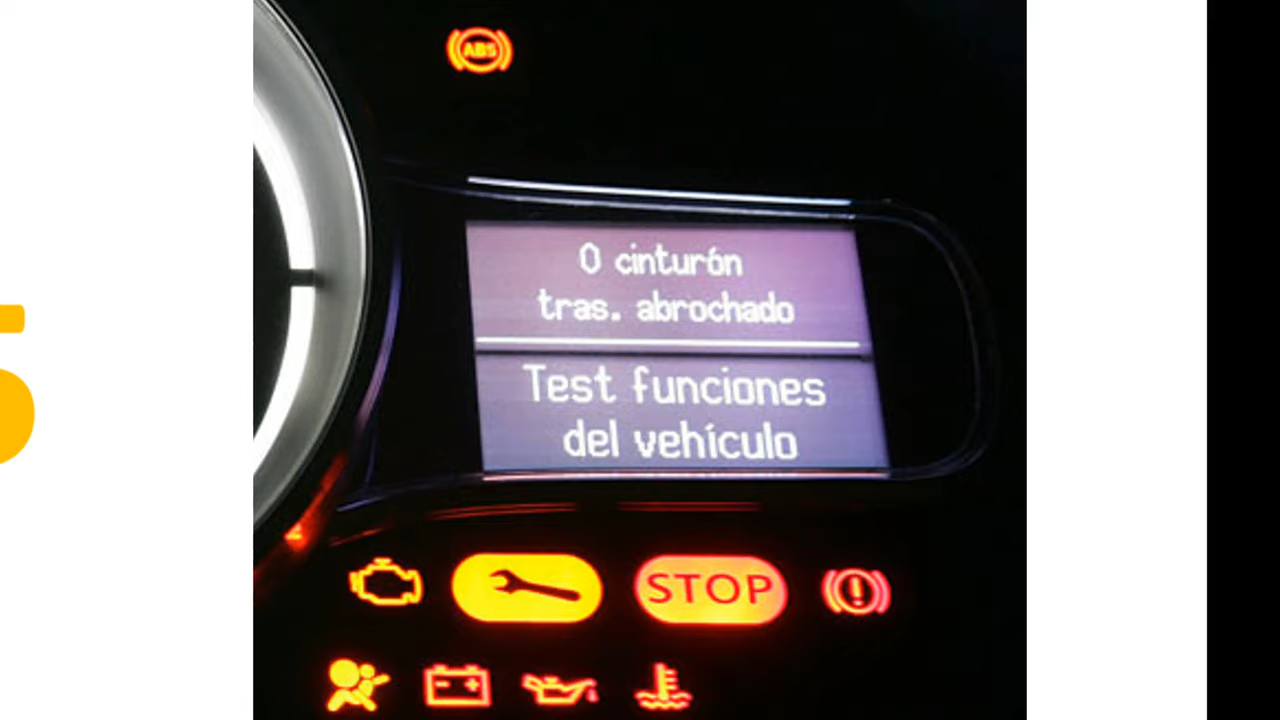 ABS
0 cinturón
tras. abrochado
Test funciones
del vehículo
STOP